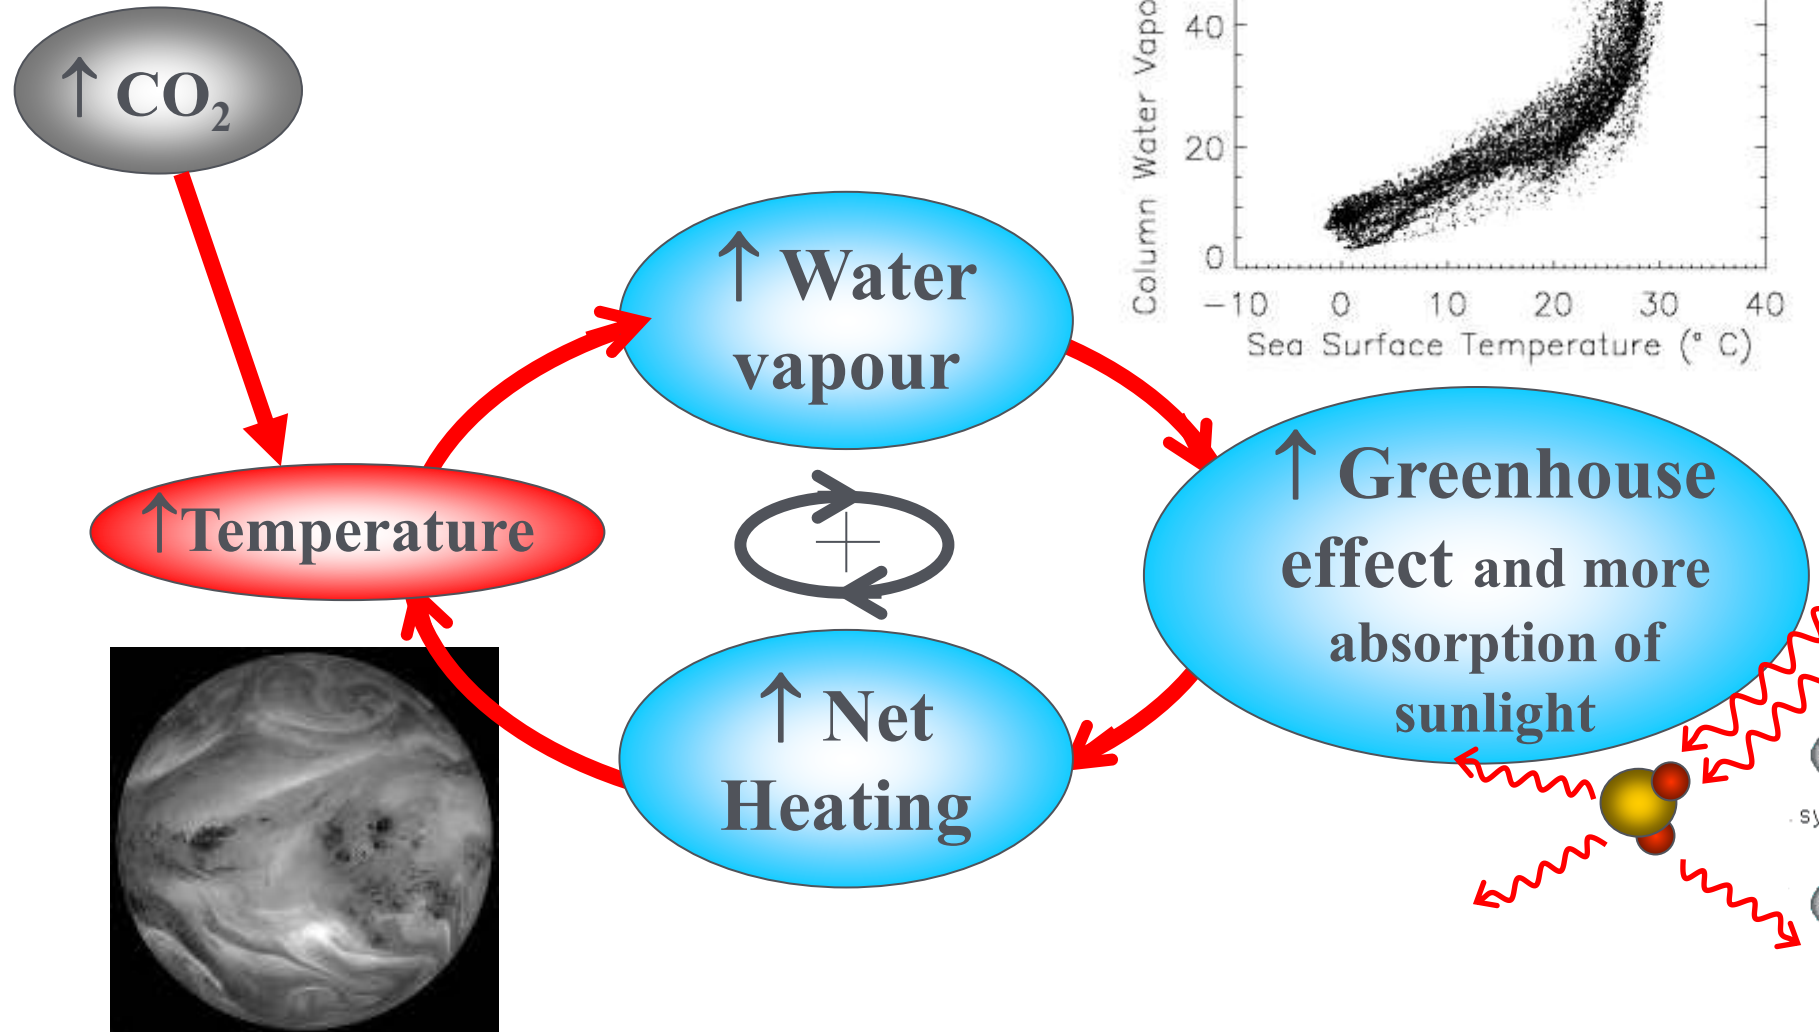 ↑ CO₂
↑ Water
vapour
↑Temperature
↑ Greenhouse
effect and more
absorption of
sunlight
+
↑ Net
Heating
Column Water
40
20
0
−10 0 10 20 30 40
Sea Surface Temperature (° C)